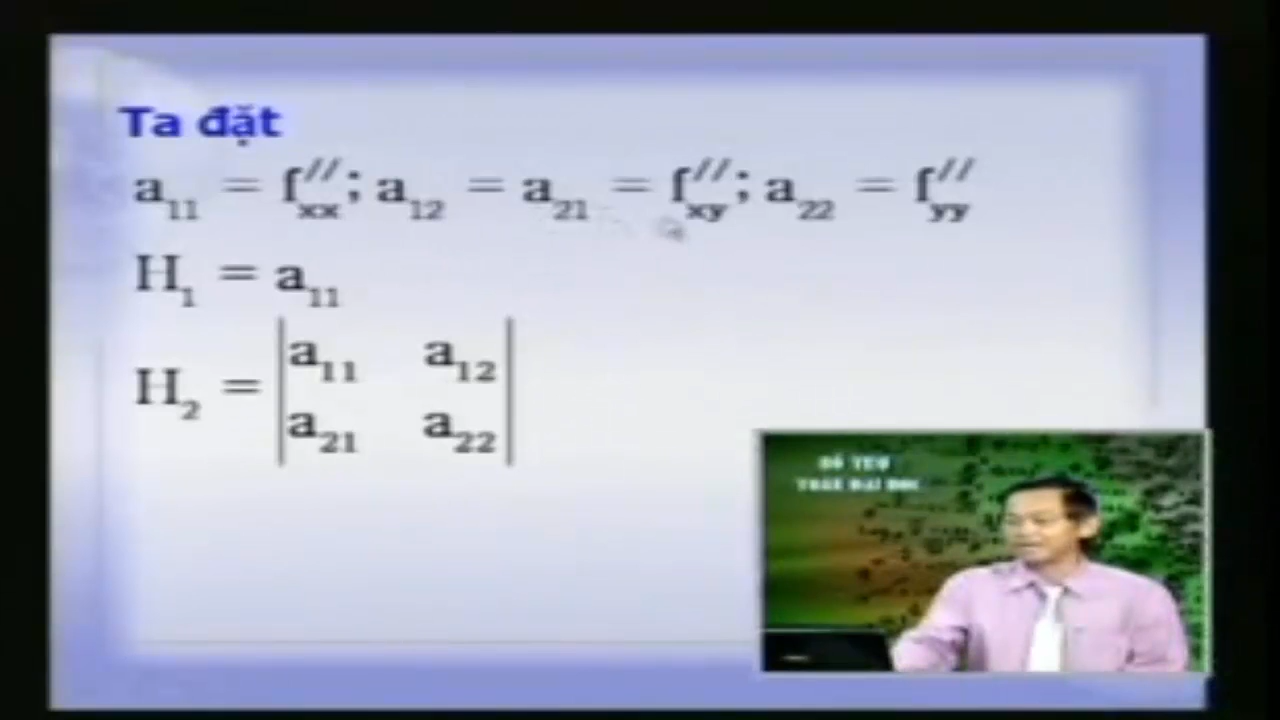 Ta đặt
a₁₁ = f″xx; a₁₂ = a₂₁ = f″xy; a₂₂ = f″yy
H₁ = a₁₁
H₂ = |a₁₁ a₁₂|
|a₂₁ a₂₂|